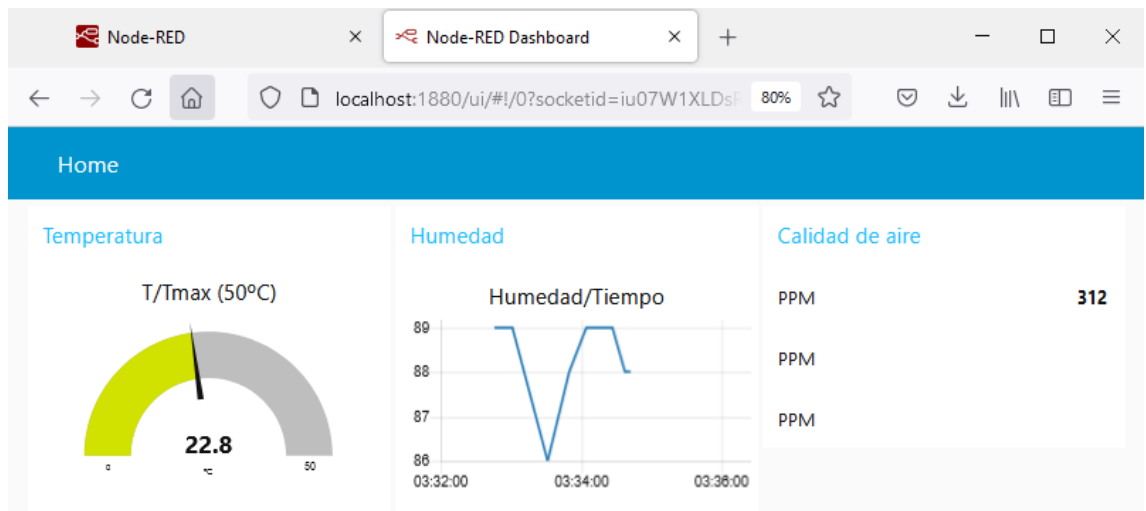 Node-RED
Node-RED Dashboard
localhost:1880/ui/#!/0?socketid=iu07W1XLDsF
80%
Home
Temperatura
T/Tmax (50ºC)
22.8
0
ºC
50
Humedad
Humedad/Tiempo
89
88
87
86
03:32:00
03:34:00
03:36:00
Calidad de aire
PPM 312
PPM
PPM